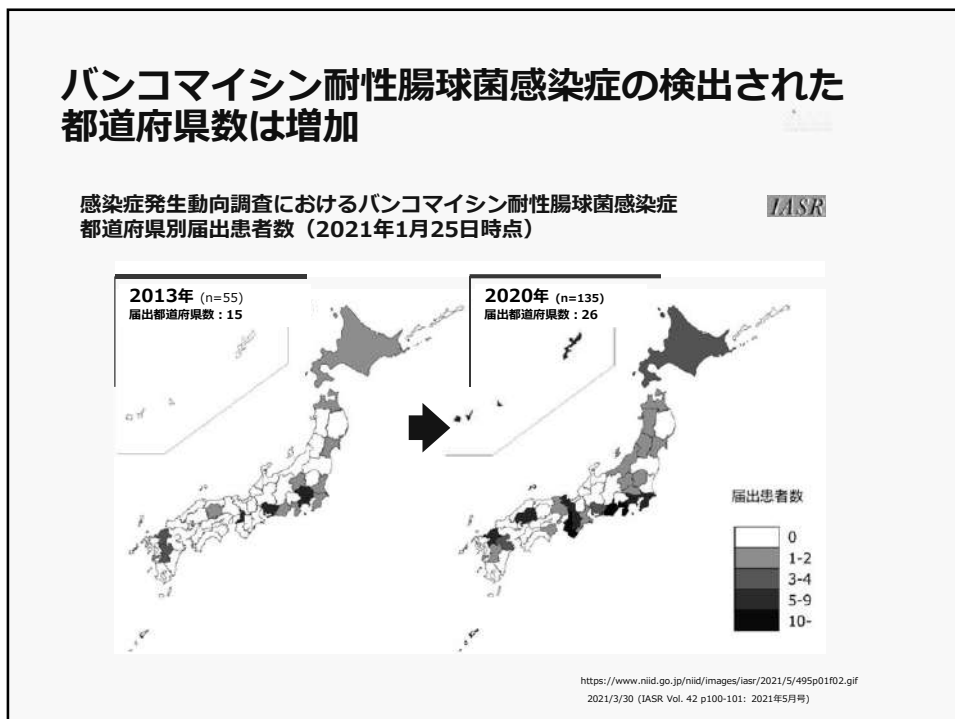 バンコマイシン耐性腸球菌感染症の検出された
都道府県数は増加
感染症発生動向調査におけるバンコマイシン耐性腸球菌感染症
都道府県別届出患者数（2021年1月25日時点）
IASR
2013年 (n=55)
届出都道府県数：15
2020年 (n=135)
届出都道府県数：26
届出患者数
0
1-2
3-4
5-9
10-
https://www.niid.go.jp/niid/images/iasr/2021/5/495p01f02.gif
2021/3/30 (IASR Vol. 42 p100-101: 2021年5月号)